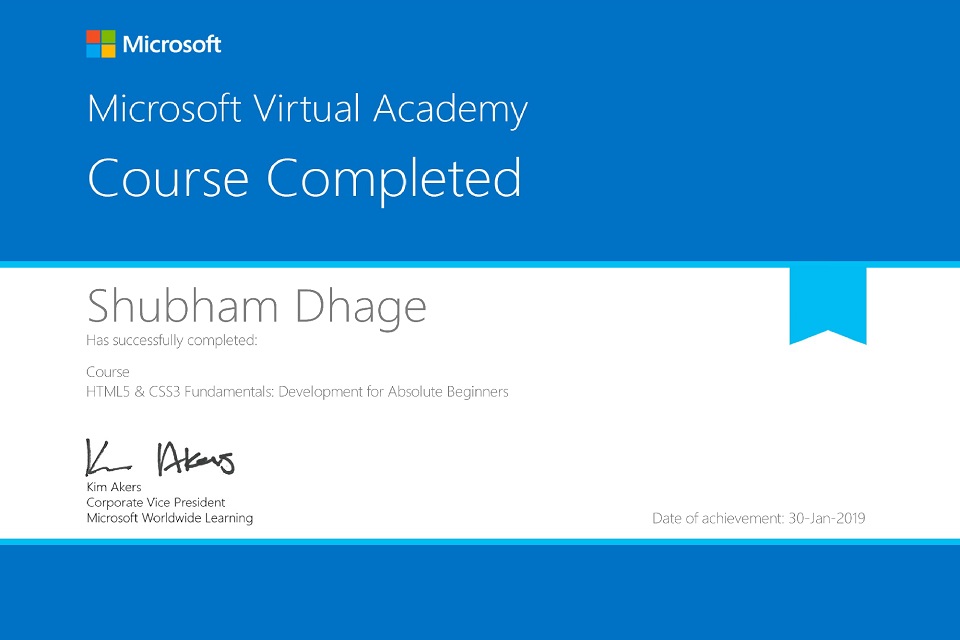 Microsoft
Microsoft Virtual Academy
Course Completed
Shubham Dhage
Has successfully completed:
Course
HTML5 & CSS3 Fundamentals: Development for Absolute Beginners
Kim Akers
Kim Akers
Corporate Vice President
Microsoft Worldwide Learning
Date of achievement: 30-Jan-2019